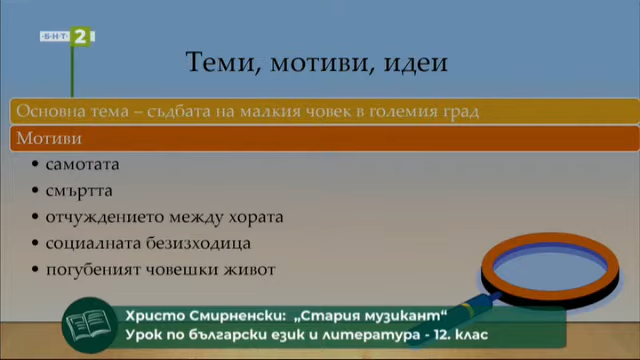 БНТ 2
Теми, мотиви, идеи
Основна тема – съдбата на малкия човек в големия град
Мотиви
• самотата
• смъртта
• отчуждението между хората
• социалната безизходица
• погубеният човешки живот
Христо Смирненски: „Стария музикант“
Урок по български език и литература - 12. клас